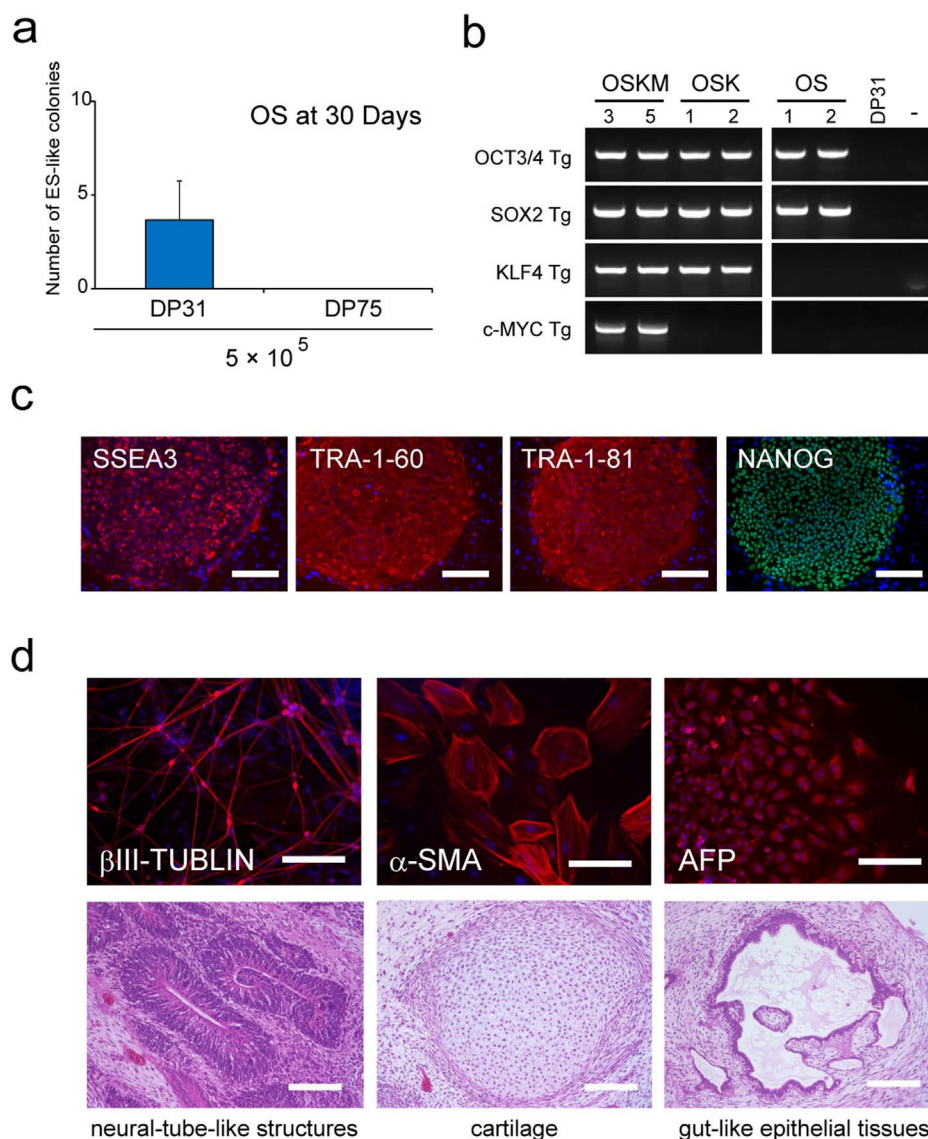 a
Number of ES-like colonies
10
5
0
OS at 30 Days
DP31 DP75
5 × 10 5
b
OSKM OSK OS DP31 -
3 5 1 2 1 2
OCT3/4 Tg
SOX2 Tg
KLF4 Tg
c-MYC Tg
c
SSEA3 TRA-1-60 TRA-1-81 NANOG
d
βIII-TUBLIN α-SMA AFP
neural-tube-like structures cartilage gut-like epithelial tissues